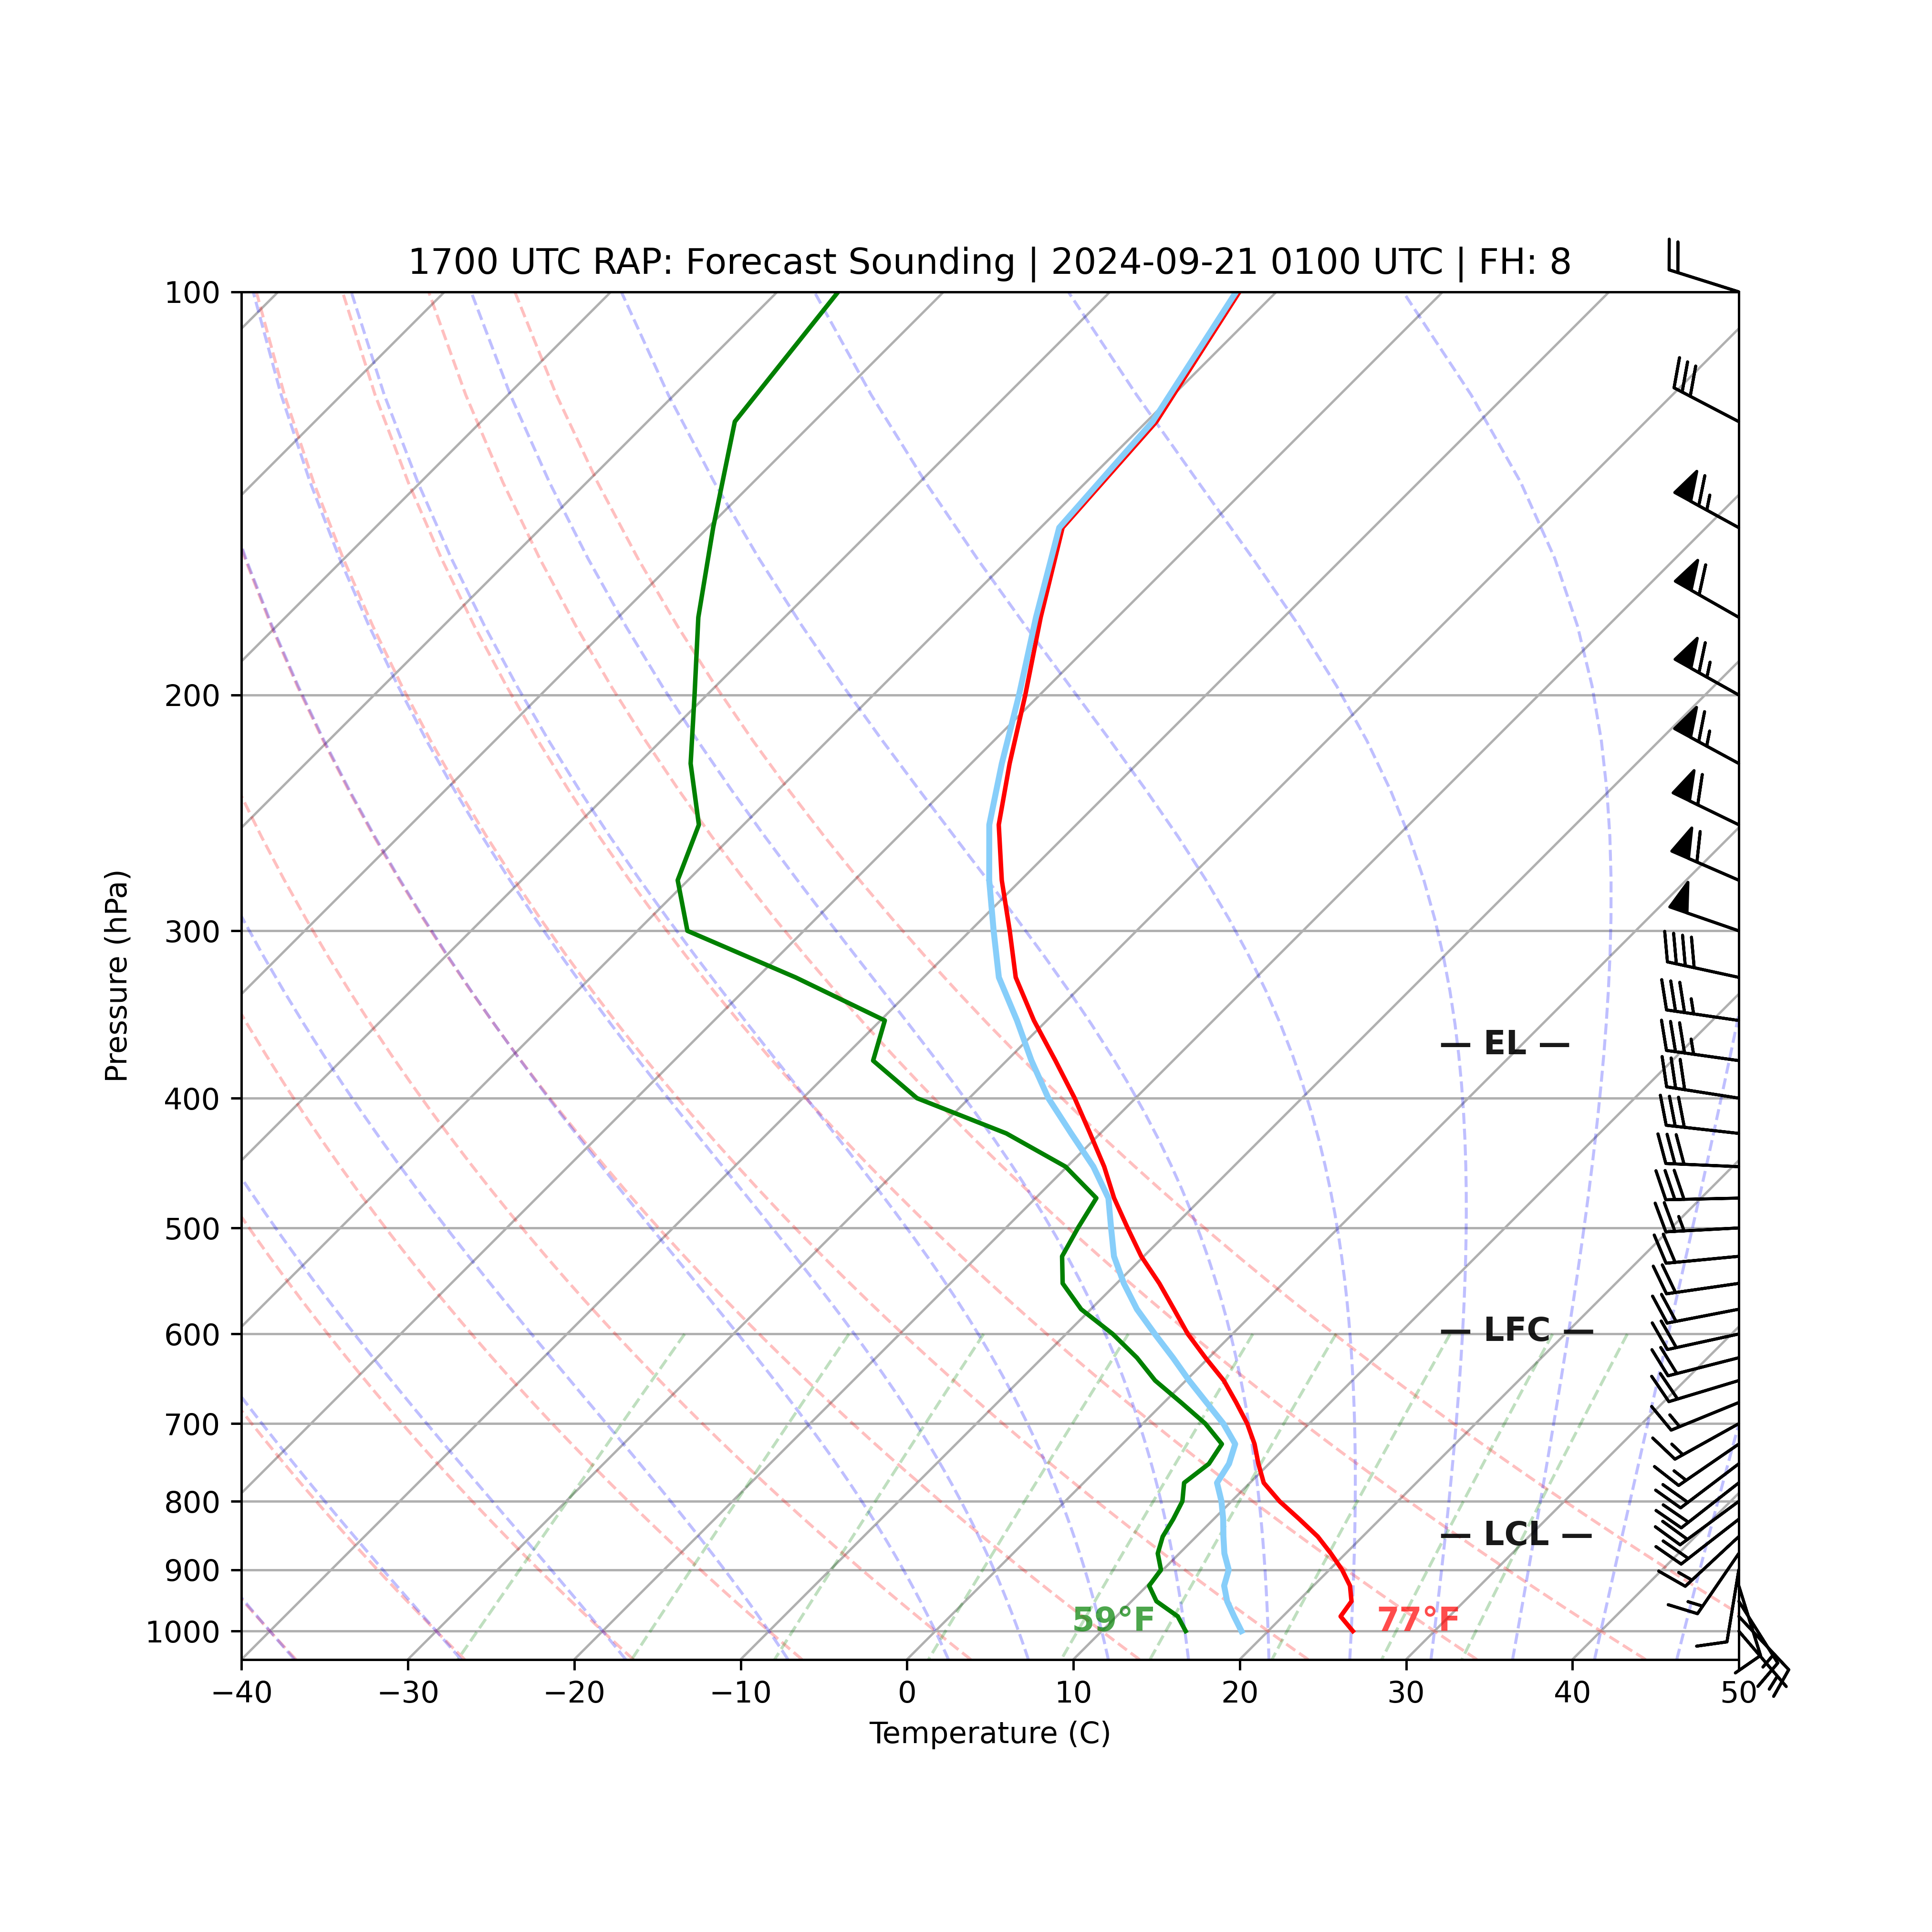 1700 UTC RAP: Forecast Sounding | 2024-09-21 0100 UTC | FH: 8
100
200
300
— EL —
400
500
— LFC —
600
700
800
— LCL —
900
59°F 77°F
1000
−40 −30 −20 −10 0 10 20 30 40 50
Temperature (C)
Pressure (hPa)